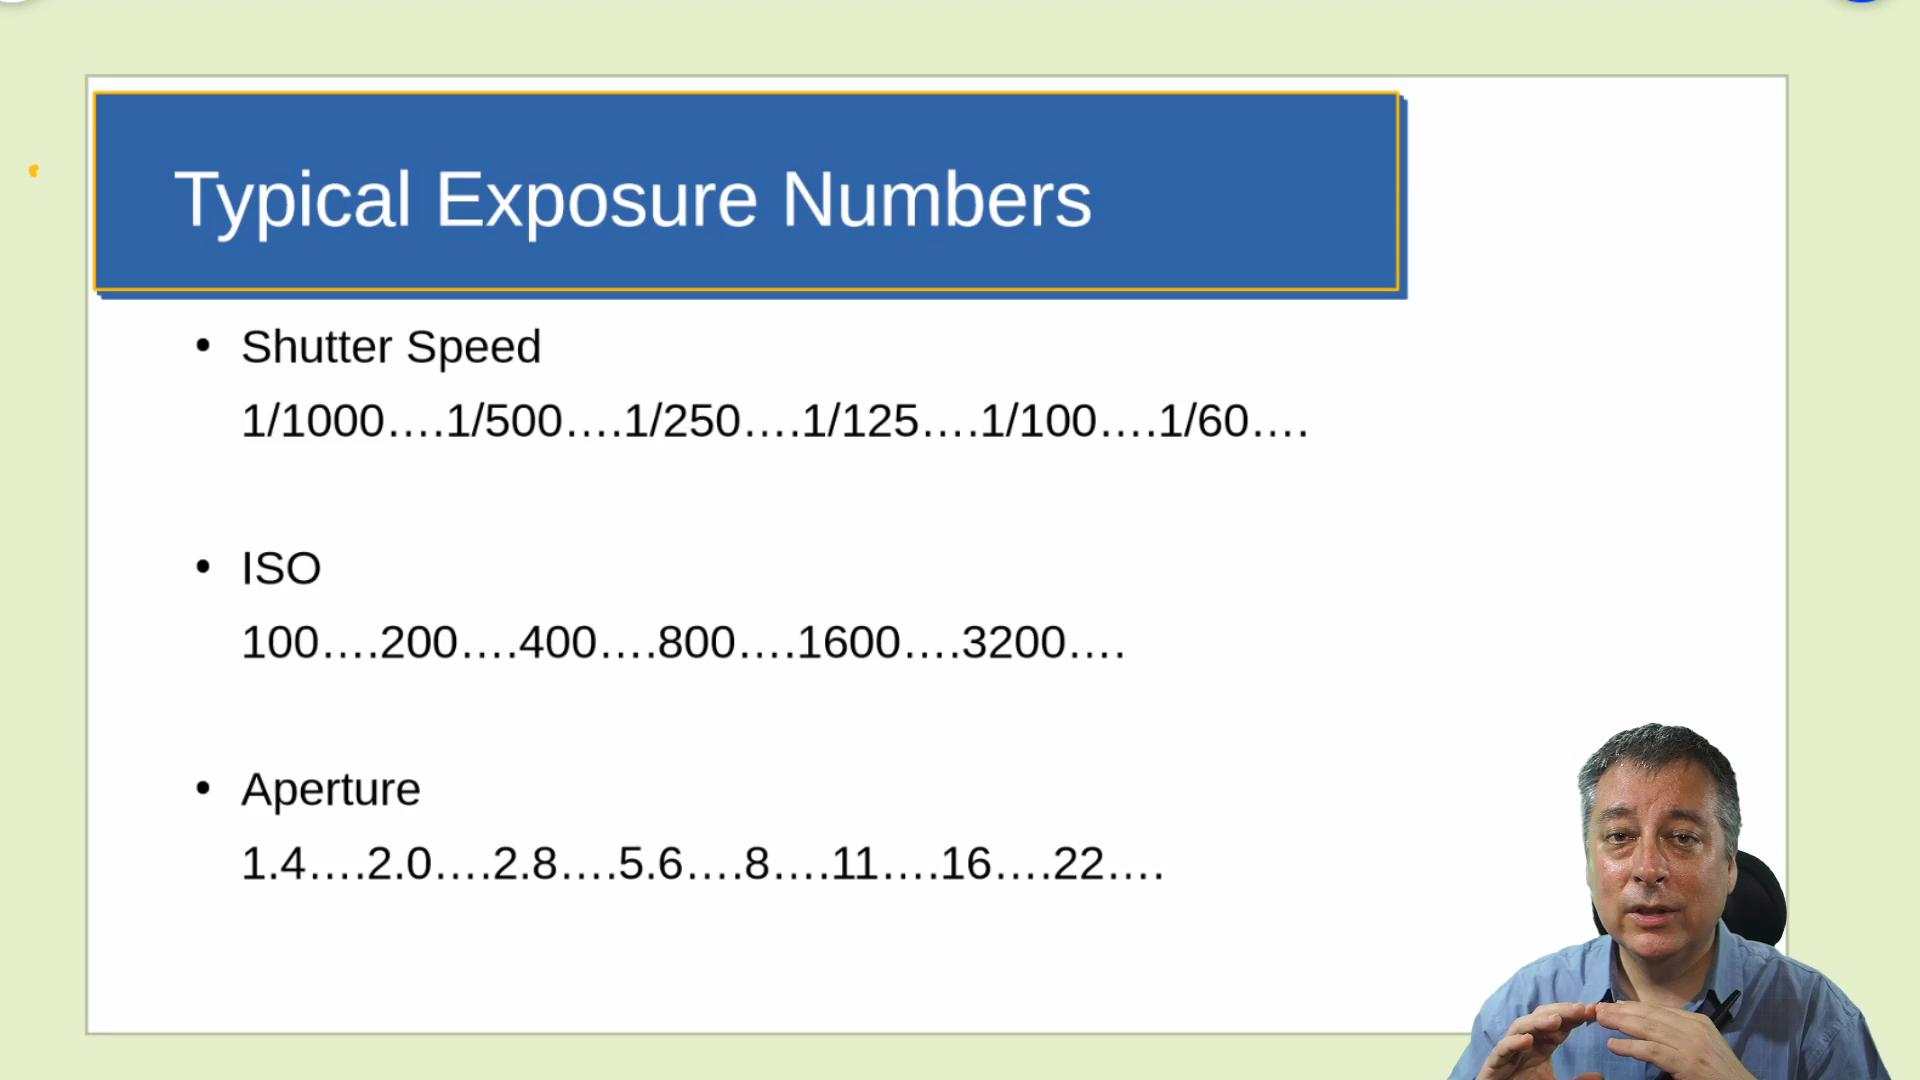 Typical Exposure Numbers
• Shutter Speed
1/1000....1/500....1/250....1/125....1/100....1/60....
• ISO
100....200....400....800....1600....3200....
• Aperture
1.4....2.0....2.8....5.6....8....11....16....22....